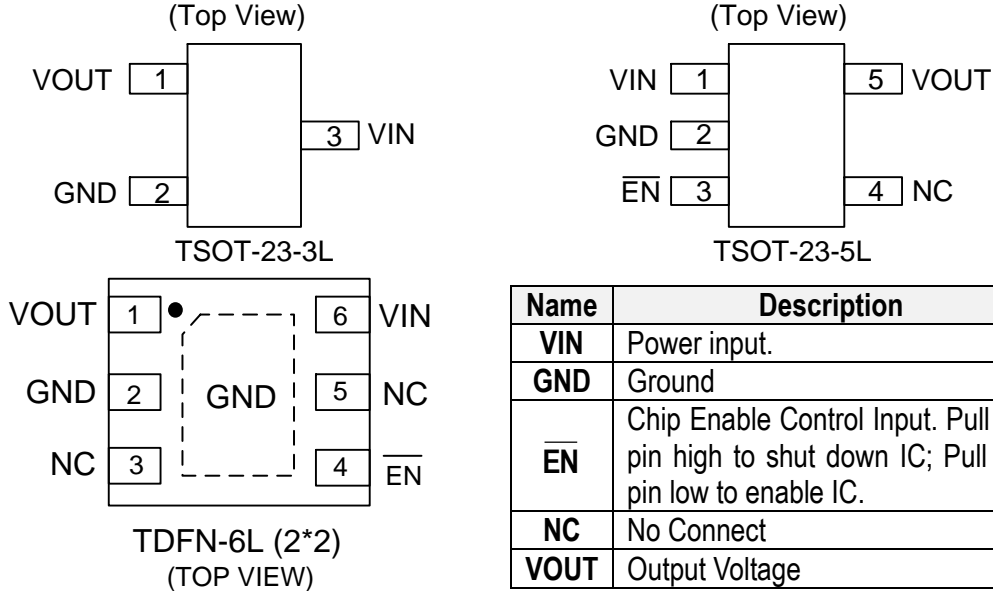 (Top View)
VOUT 1
3 VIN
GND 2
TSOT-23-3L
(Top View)
VIN 1
5 VOUT
GND 2
EN 3
4 NC
TSOT-23-5L
VOUT 1
6 VIN
GND 2
GND
5 NC
NC 3
4 EN
TDFN-6L (2*2)
(TOP VIEW)
Name Description
VIN Power input.
GND Ground
EN Chip Enable Control Input. Pull
pin high to shut down IC; Pull
pin low to enable IC.
NC No Connect
VOUT Output Voltage